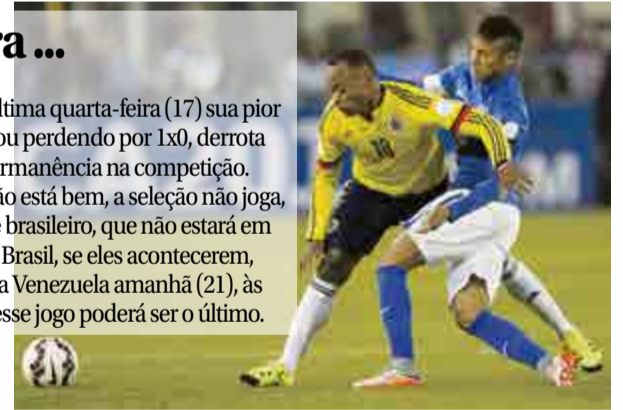 ra ...
ltima quarta-feira (17) sua pior
ou perdendo por 1x0, derrota
rmanência na competição.
ão está bem, a seleção não joga,
e brasileiro, que não estará em
Brasil, se eles acontecerem,
a Venezuela amanhã (21), às
esse jogo poderá ser o último.
18